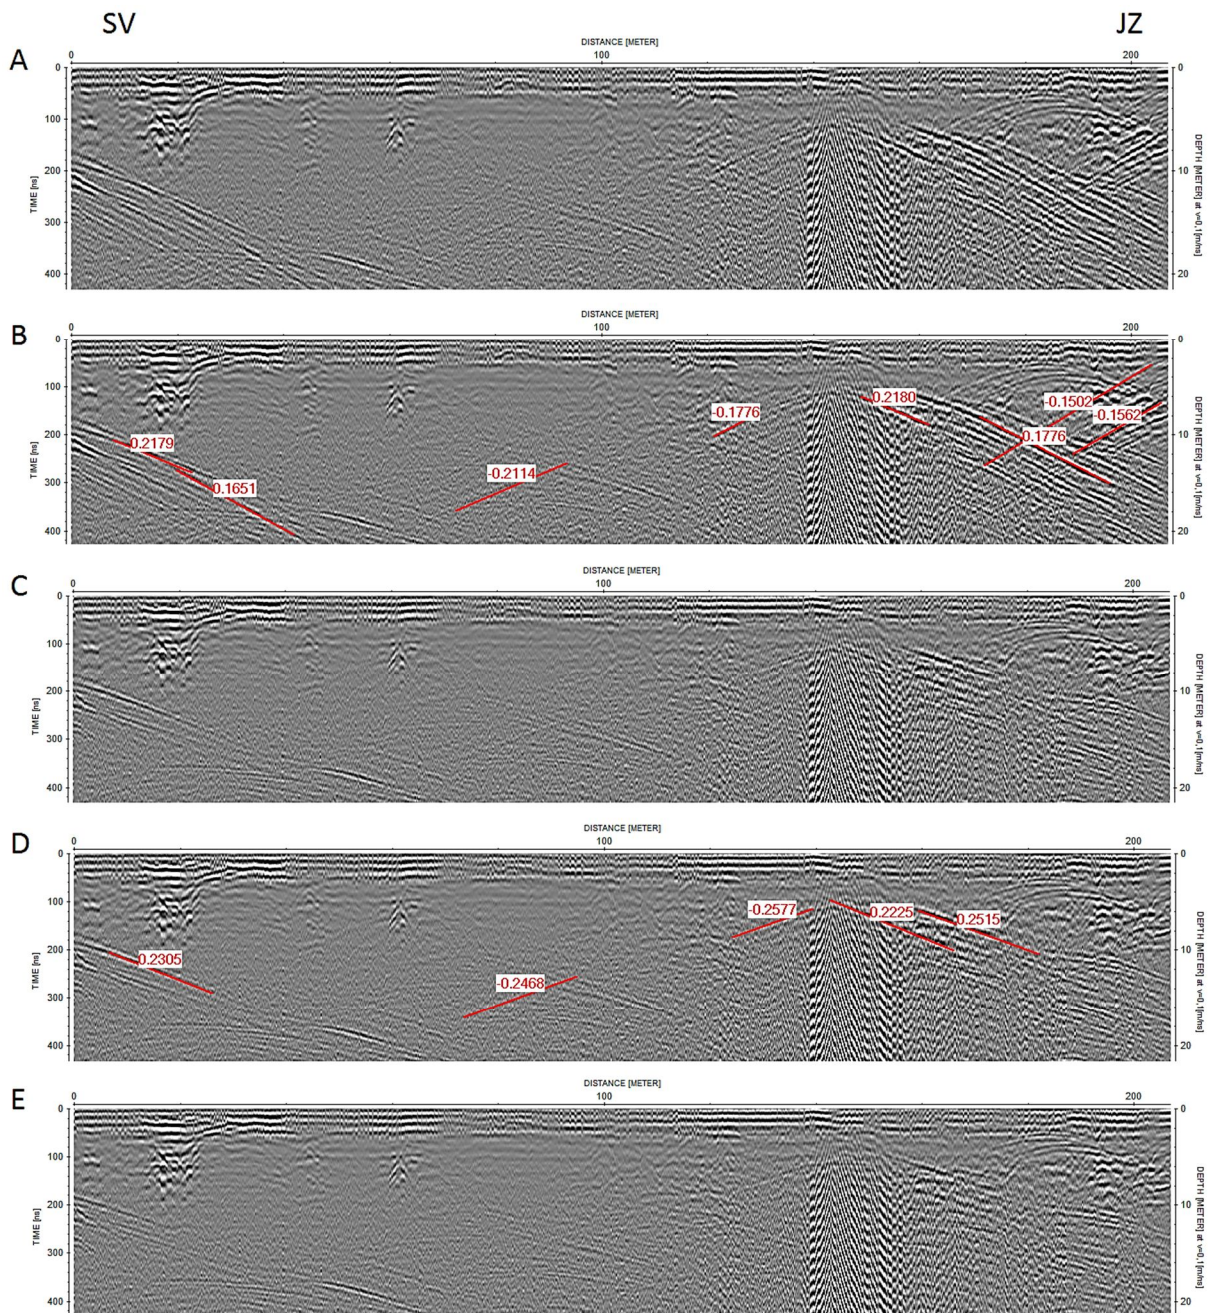 SV JZ
DISTANCE [METER]
A
0 100 200
0
100
200
300
400
TIME [ns]
0
10
20
DEPTH [METER] at v=0,1[m/ns]
DISTANCE [METER]
B
0 100 200
0
100
200
300
400
TIME [ns]
0.2179
0.1651
-0.2114
-0.1776
0.2180
-0.1502
-0.1562
0.1776
0
10
20
DEPTH [METER] at v=0,1[m/ns]
DISTANCE [METER]
C
0 100 200
0
100
200
300
400
TIME [ns]
0
10
20
DEPTH [METER] at v=0,1[m/ns]
DISTANCE [METER]
D
0 100 200
0
100
200
300
400
TIME [ns]
0.2305
-0.2468
-0.2577
0.2225
0.2515
0
10
20
DEPTH [METER] at v=0,1[m/ns]
DISTANCE [METER]
E
0 100 200
0
100
200
300
400
TIME [ns]
0
10
20
DEPTH [METER] at v=0,1[m/ns]